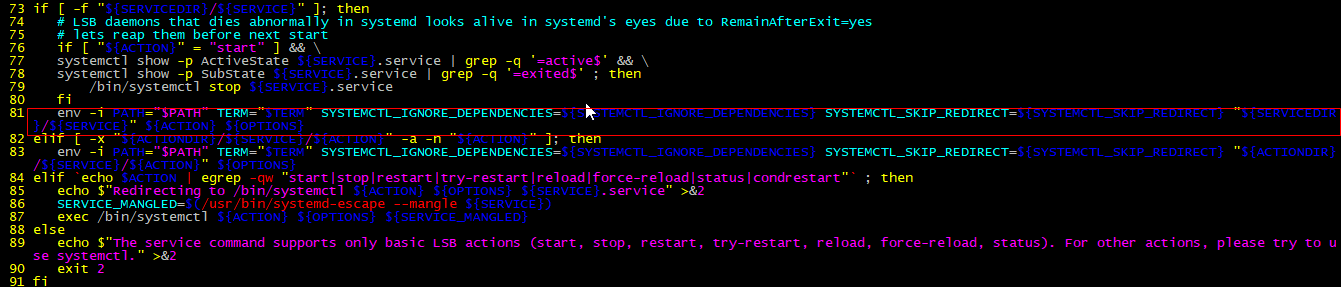 73 if [ -f "${SERVICEDIR}/${SERVICE}" ]; then
74    # LSB daemons that dies abnormally in systemd looks alive in systemd's eyes due to RemainAfterExit=yes
75    # lets reap them before next start
76    if [ "${ACTION}" = "start" ] && \
77    systemctl show -p ActiveState ${SERVICE}.service | grep -q '=active$' && \
78    systemctl show -p SubState ${SERVICE}.service | grep -q '=exited$' ; then
79        /bin/systemctl stop ${SERVICE}.service
80    fi
81    env -i PATH="$PATH" TERM="$TERM" SYSTEMCTL_IGNORE_DEPENDENCIES=${SYSTEMCTL_IGNORE_DEPENDENCIES} SYSTEMCTL_SKIP_REDIRECT=${SYSTEMCTL_SKIP_REDIRECT} "${SERVICEDIR
}/${SERVICE}" ${ACTION} ${OPTIONS}
82 elif [ -x "${ACTIONDIR}/${SERVICE}/${ACTION}" -a -n "${ACTION}" ]; then
83    env -i PATH="$PATH" TERM="$TERM" SYSTEMCTL_IGNORE_DEPENDENCIES=${SYSTEMCTL_IGNORE_DEPENDENCIES} SYSTEMCTL_SKIP_REDIRECT=${SYSTEMCTL_SKIP_REDIRECT} "${ACTIONDIR}
/${SERVICE}/${ACTION}" ${OPTIONS}
84 elif `echo $ACTION | egrep -qw "start|stop|restart|try-restart|reload|force-reload|status|condrestart"` ; then
85    echo $"Redirecting to /bin/systemctl ${ACTION} ${OPTIONS} ${SERVICE}.service" >&2
86    SERVICE_MANGLED=$(/usr/bin/systemd-escape --mangle ${SERVICE})
87    exec /bin/systemctl ${ACTION} ${OPTIONS} ${SERVICE_MANGLED}
88 else
89    echo $"The service command supports only basic LSB actions (start, stop, restart, try-restart, reload, force-reload, status). For other actions, please try to u
se systemctl." >&2
90    exit 2
91 fi